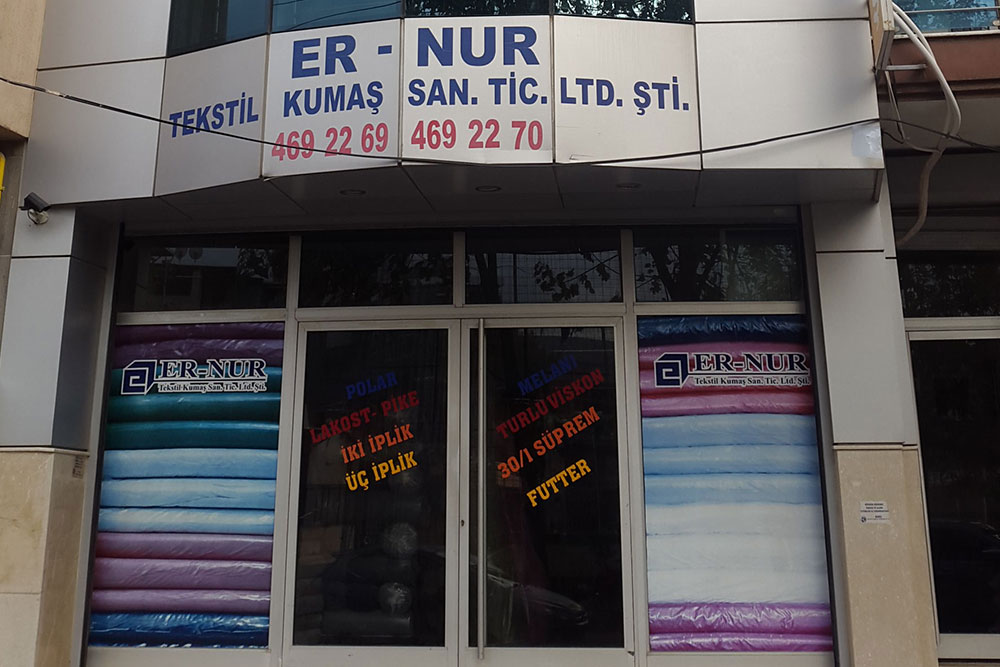 ER - NUR
TEKSTİL KUMAŞ SAN. TİC. LTD. ŞTİ.
469 22 69 469 22 70
ER-NUR
Tekstil Kumaş San. Tic. Ltd. Şti.
POLAR
LAKOST- PİKE
İKİ İPLİK
ÜÇ İPLİK
MELANJ
TURLU VİSKON
30/1 SÜPREM
FUTTER
ER-NUR
Tekstil Kumaş San. Tic. Ltd. Şti.